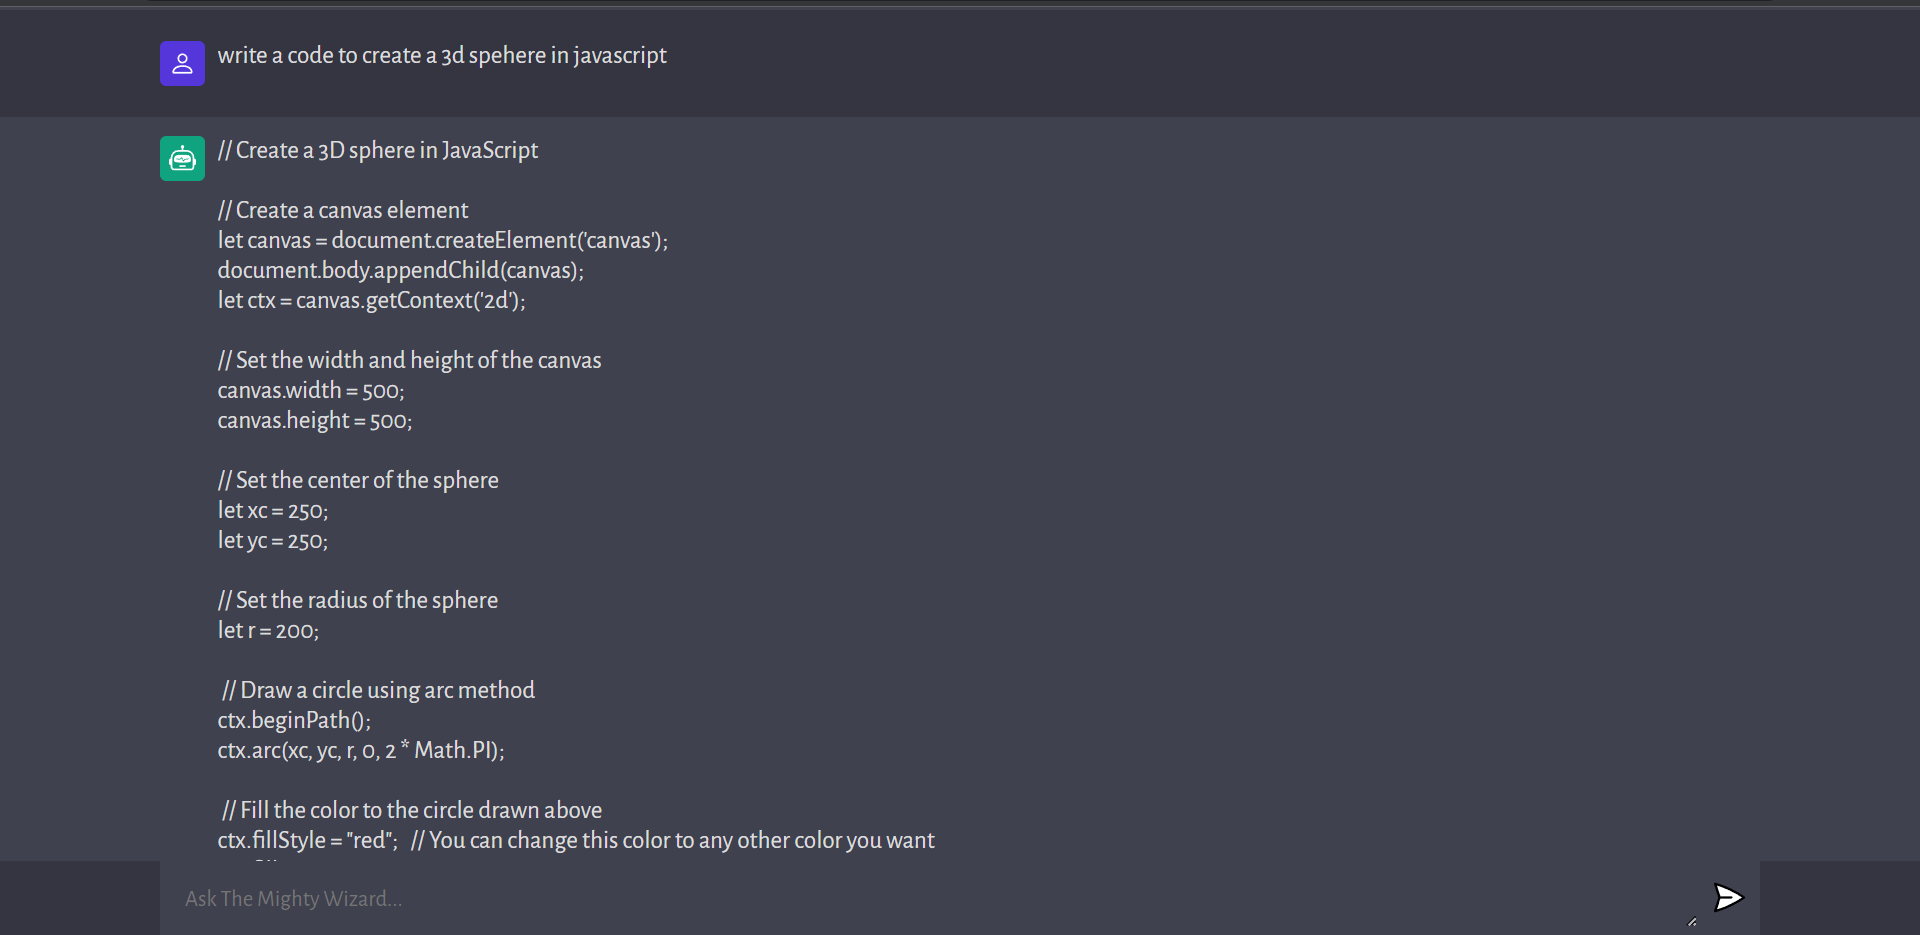 write a code to create a 3d spehere in javascript
// Create a 3D sphere in JavaScript
// Create a canvas element
let canvas = document.createElement('canvas');
document.body.appendChild(canvas);
let ctx = canvas.getContext('2d');
// Set the width and height of the canvas
canvas.width = 500;
canvas.height = 500;
// Set the center of the sphere
let xc = 250;
let yc = 250;
// Set the radius of the sphere
let r = 200;
// Draw a circle using arc method
ctx.beginPath();
ctx.arc(xc, yc, r, 0, 2 * Math.PI);
// Fill the color to the circle drawn above
ctx.fillStyle = "red"; // You can change this color to any other color you want
Ask The Mighty Wizard...